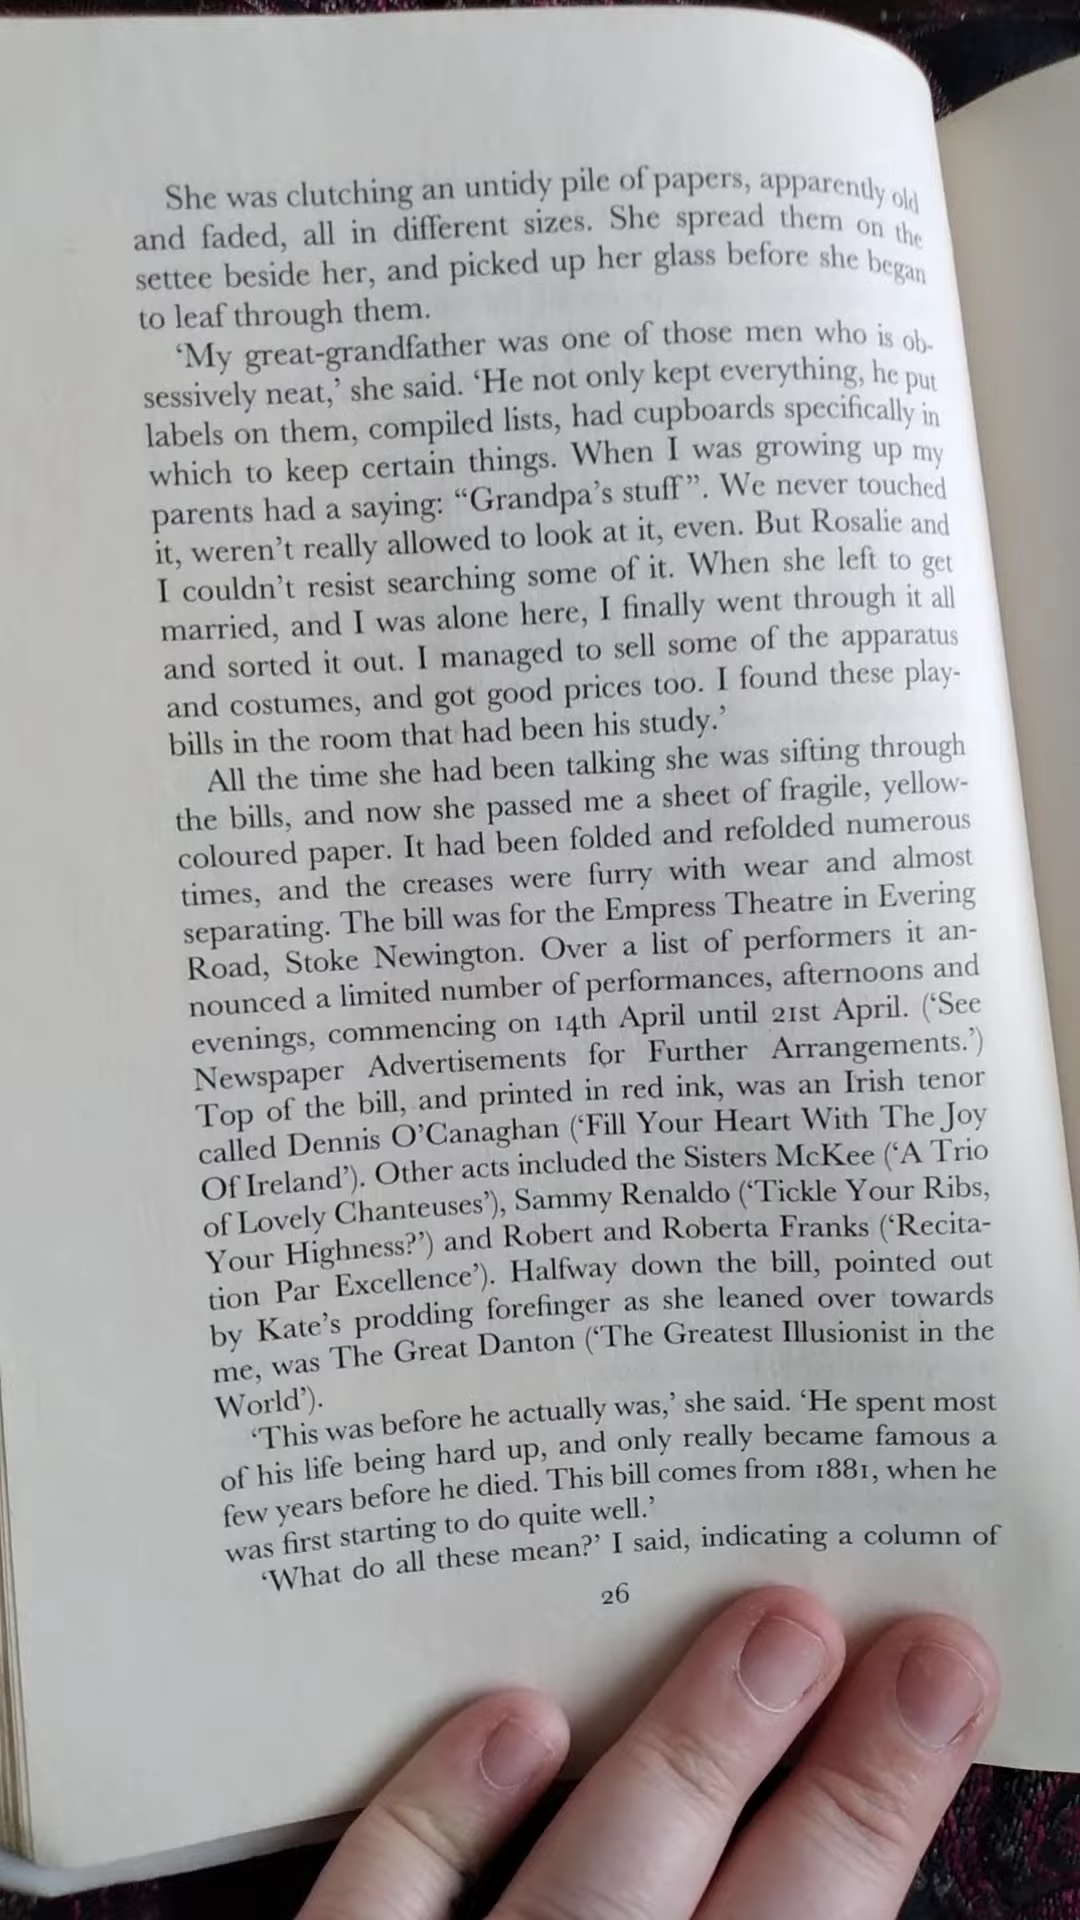 She was clutching an untidy pile of papers, apparently old
and faded, all in different sizes. She spread them on the
settee beside her, and picked up her glass before she began
to leaf through them.
‘My great-grandfather was one of those men who is ob-
sessively neat,’ she said. ‘He not only kept everything, he put
labels on them, compiled lists, had cupboards specifically in
which to keep certain things. When I was growing up my
parents had a saying: “Grandpa’s stuff”. We never touched
it, weren’t really allowed to look at it, even. But Rosalie and
I couldn’t resist searching some of it. When she left to get
married, and I was alone here, I finally went through it all
and sorted it out. I managed to sell some of the apparatus
and costumes, and got good prices too. I found these play-
bills in the room that had been his study.’
All the time she had been talking she was sifting through
the bills, and now she passed me a sheet of fragile, yellow-
coloured paper. It had been folded and refolded numerous
times, and the creases were furry with wear and almost
separating. The bill was for the Empress Theatre in Evering
Road, Stoke Newington. Over a list of performers it an-
nounced a limited number of performances, afternoons and
evenings, commencing on 14th April until 21st April. (‘See
Newspaper Advertisements for Further Arrangements.’)
Top of the bill, and printed in red ink, was an Irish tenor
called Dennis O’Canaghan (‘Fill Your Heart With The Joy
Of Ireland’). Other acts included the Sisters McKee (‘A Trio
of Lovely Chanteuses’), Sammy Renaldo (‘Tickle Your Ribs,
Your Highness?’) and Robert and Roberta Franks (‘Recita-
tion Par Excellence’). Halfway down the bill, pointed out
by Kate’s prodding forefinger as she leaned over towards
me, was The Great Danton (‘The Greatest Illusionist in the
World’).
‘This was before he actually was,’ she said. ‘He spent most
of his life being hard up, and only really became famous a
few years before he died. This bill comes from 1881, when he
was first starting to do quite well.’
‘What do all these mean?’ I said, indicating a column of
26